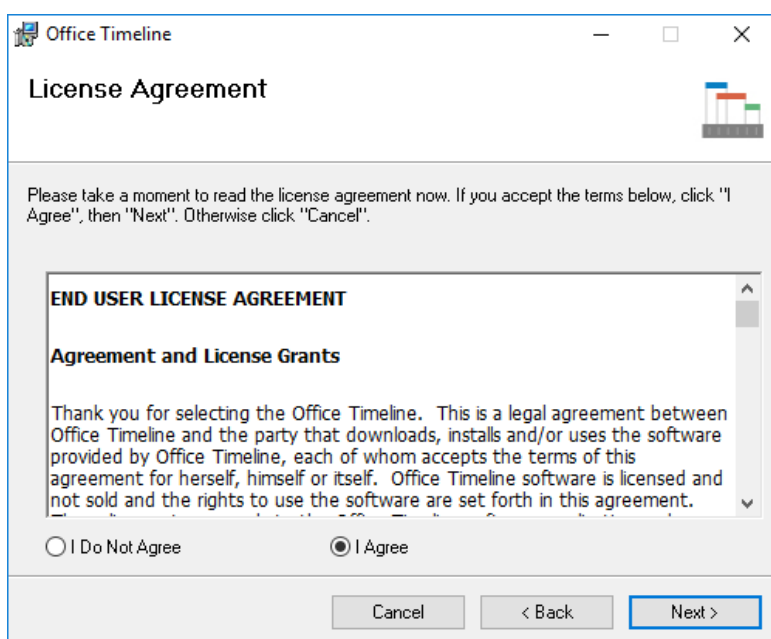 Office Timeline
License Agreement
Please take a moment to read the license agreement now. If you accept the terms below, click "I
Agree", then "Next". Otherwise click "Cancel".
END USER LICENSE AGREEMENT
Agreement and License Grants
Thank you for selecting the Office Timeline.  This is a legal agreement between
Office Timeline and the party that downloads, installs and/or uses the software
provided by Office Timeline, each of whom accepts the terms of this
agreement for herself, himself or itself.  Office Timeline software is licensed and
not sold and the rights to use the software are set forth in this agreement.
I Do Not Agree
I Agree
Cancel
< Back
Next >